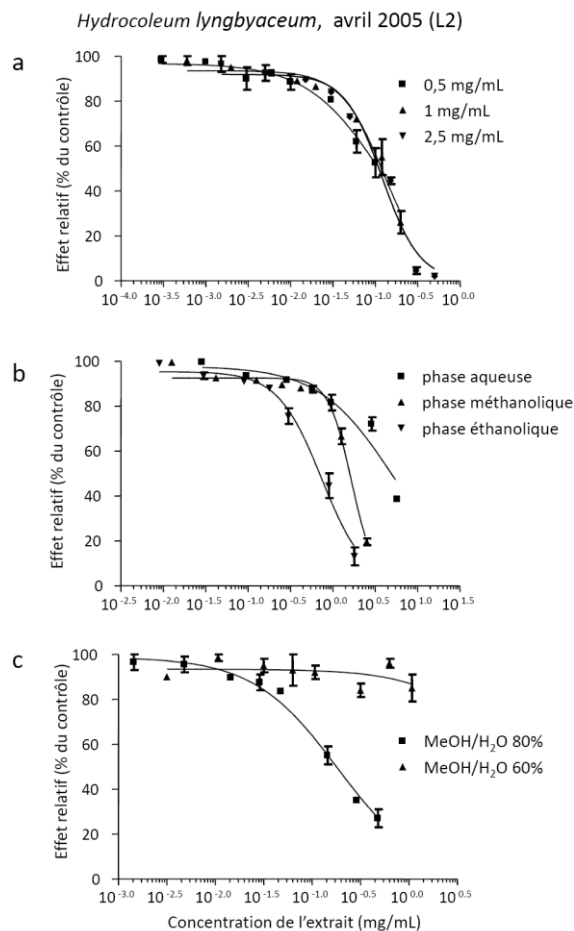 Hydrocoleum lyngbyaceum, avril 2005 (L2)
a
Effet relatif (% du contrôle)
100
80
60
40
20
0
0,5 mg/mL
1 mg/mL
2,5 mg/mL
10-4.0 10-3.5 10-3.0 10-2.5 10-2.0 10-1.5 10-1.0 10-0.5 100.0
b
Effet relatif (% du contrôle)
100
80
60
40
20
0
phase aqueuse
phase méthanolique
phase éthanolique
10-2.5 10-2.0 10-1.5 10-1.0 10-0.5 100.0 100.5 101.0 101.5
c
Effet relatif (% du contrôle)
100
80
60
40
20
0
MeOH/H2O 80%
MeOH/H2O 60%
10-3.0 10-2.5 10-2.0 10-1.5 10-1.0 10-0.5 100.0 100.5
Concentration de l'extrait (mg/mL)